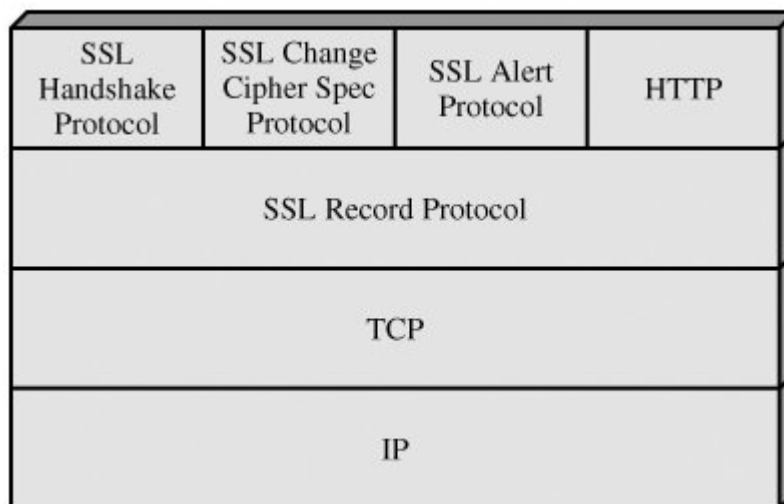 SSL
Handshake
Protocol
SSL Change
Cipher Spec
Protocol
SSL Alert
Protocol
HTTP
SSL Record Protocol
TCP
IP